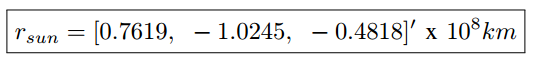 r_sun = [0.7619, − 1.0245, − 0.4818]′ x 10^8 km